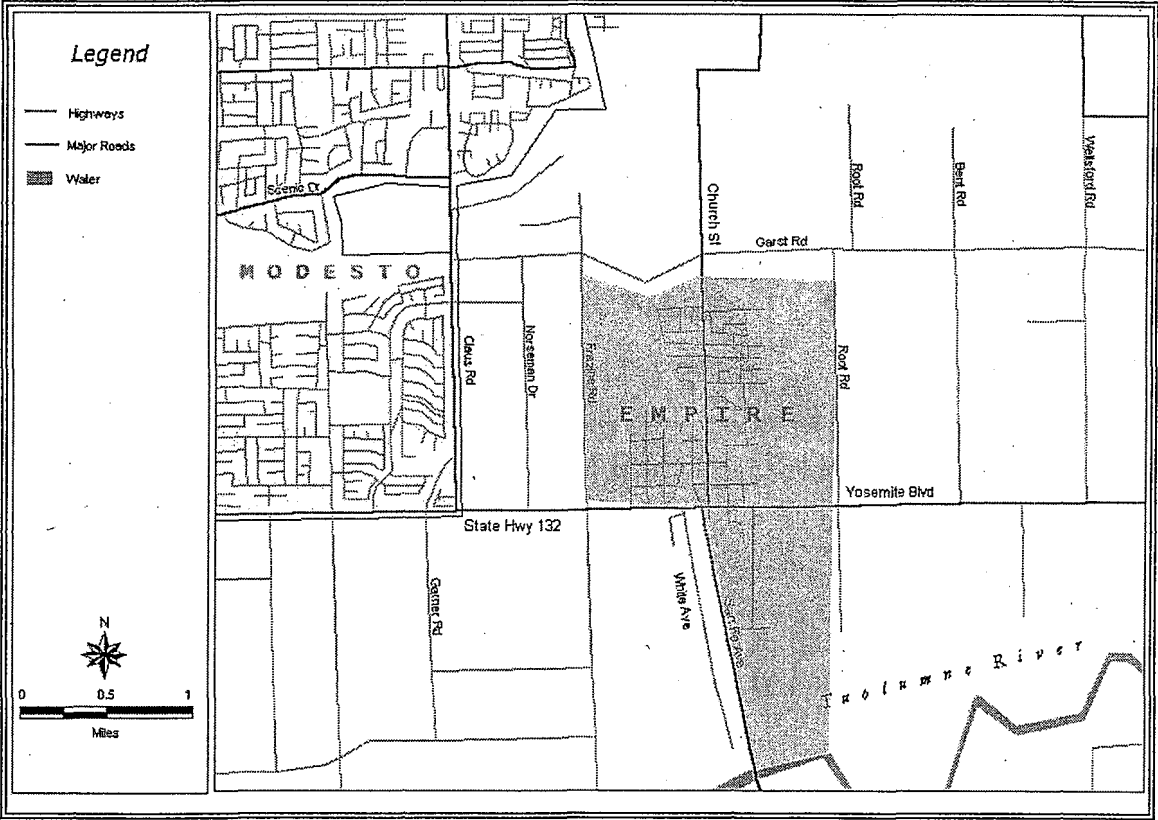 Legend
Highways
Major Roads
Water
N
0 0.5 1
Miles
Scenic Dr
MODESTO
Claus Rd
Norseman Dr
Church St
Garst Rd
Root Rd
Bent Rd
Wellsford Rd
Root Rd
EMPIRE
Yosemite Blvd
State Hwy 132
Garner Rd
White Ave
Santa Fe Ave
Tuolumne River